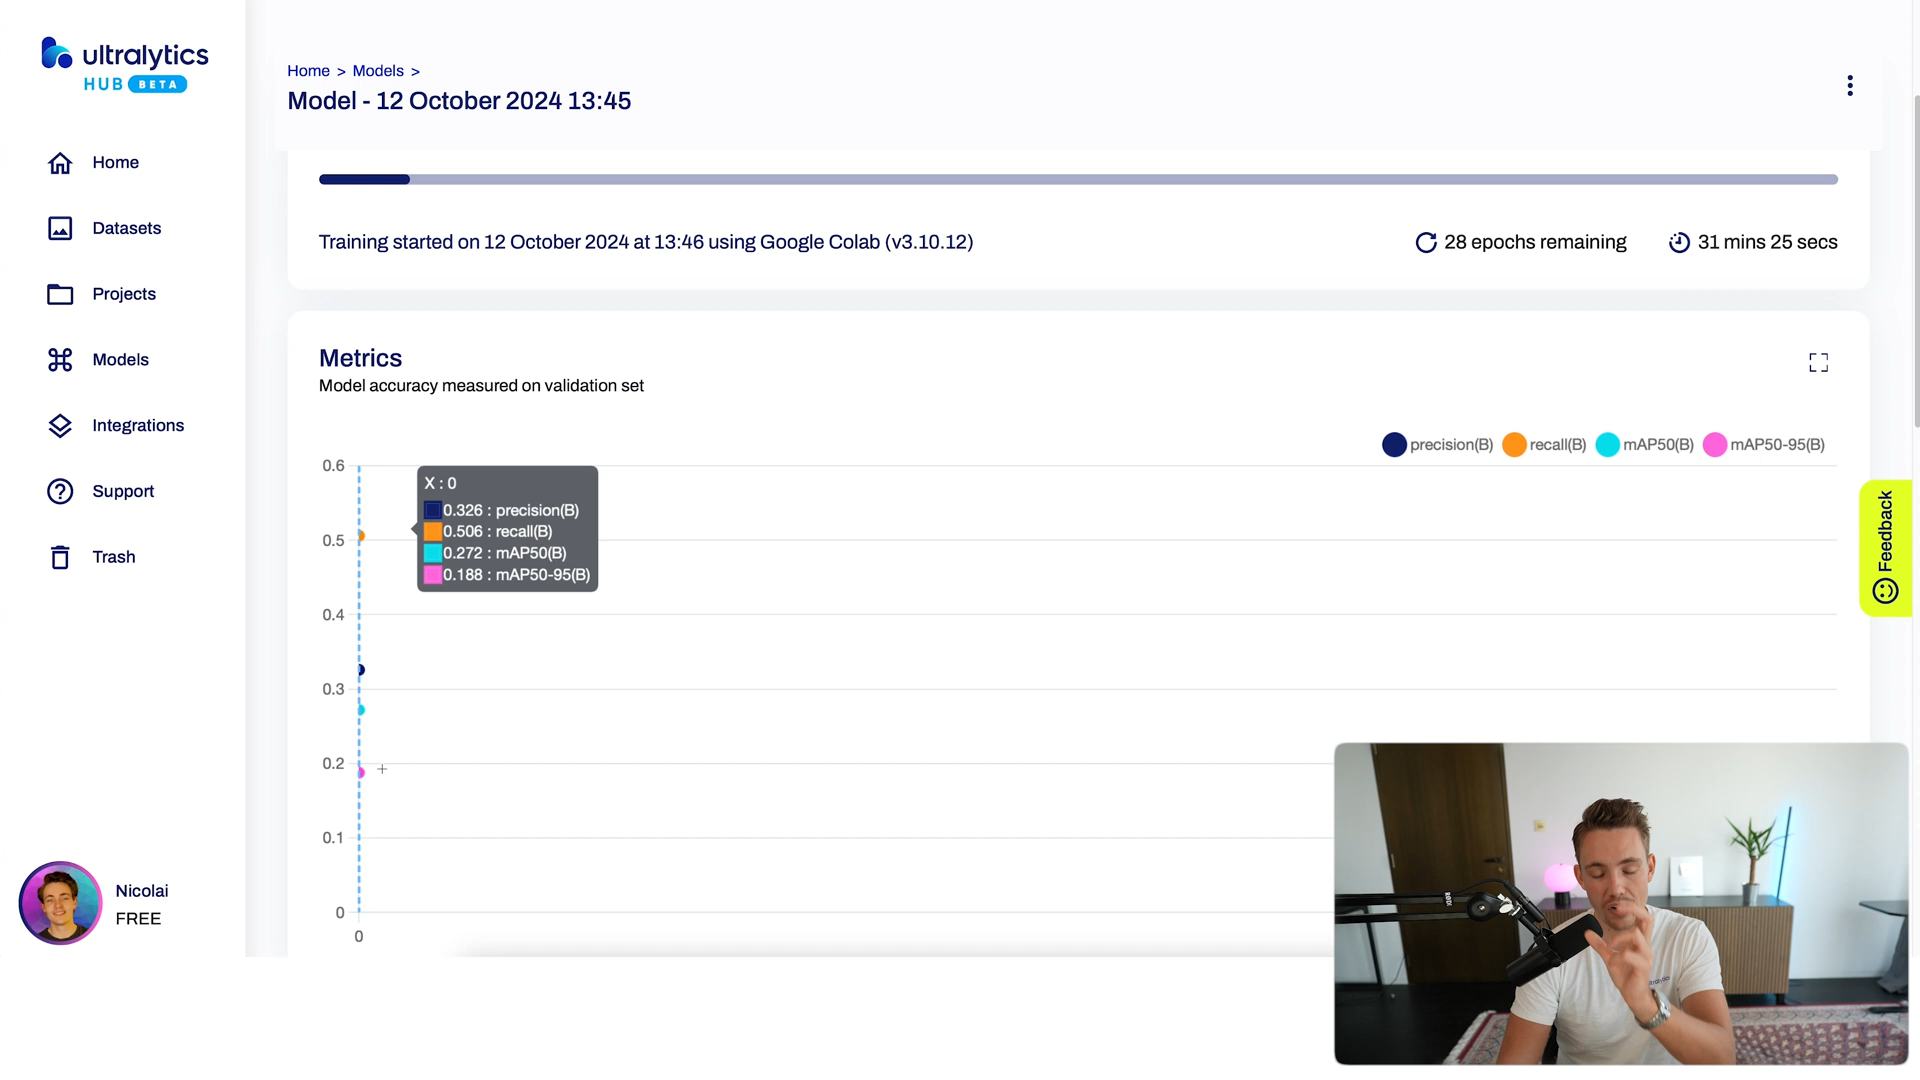 ultralytics
HUB BETA
Home
Datasets
Projects
Models
Integrations
Support
Trash
Nicolai
FREE
Home > Models >
Model - 12 October 2024 13:45
Training started on 12 October 2024 at 13:46 using Google Colab (v3.10.12)
28 epochs remaining
31 mins 25 secs
Metrics
Model accuracy measured on validation set
precision(B) recall(B) mAP50(B) mAP50-95(B)
0.6
0.5
0.4
0.3
0.2
0.1
0
0
X : 0
0.326 : precision(B)
0.506 : recall(B)
0.272 : mAP50(B)
0.188 : mAP50-95(B)
Feedback
RØDE